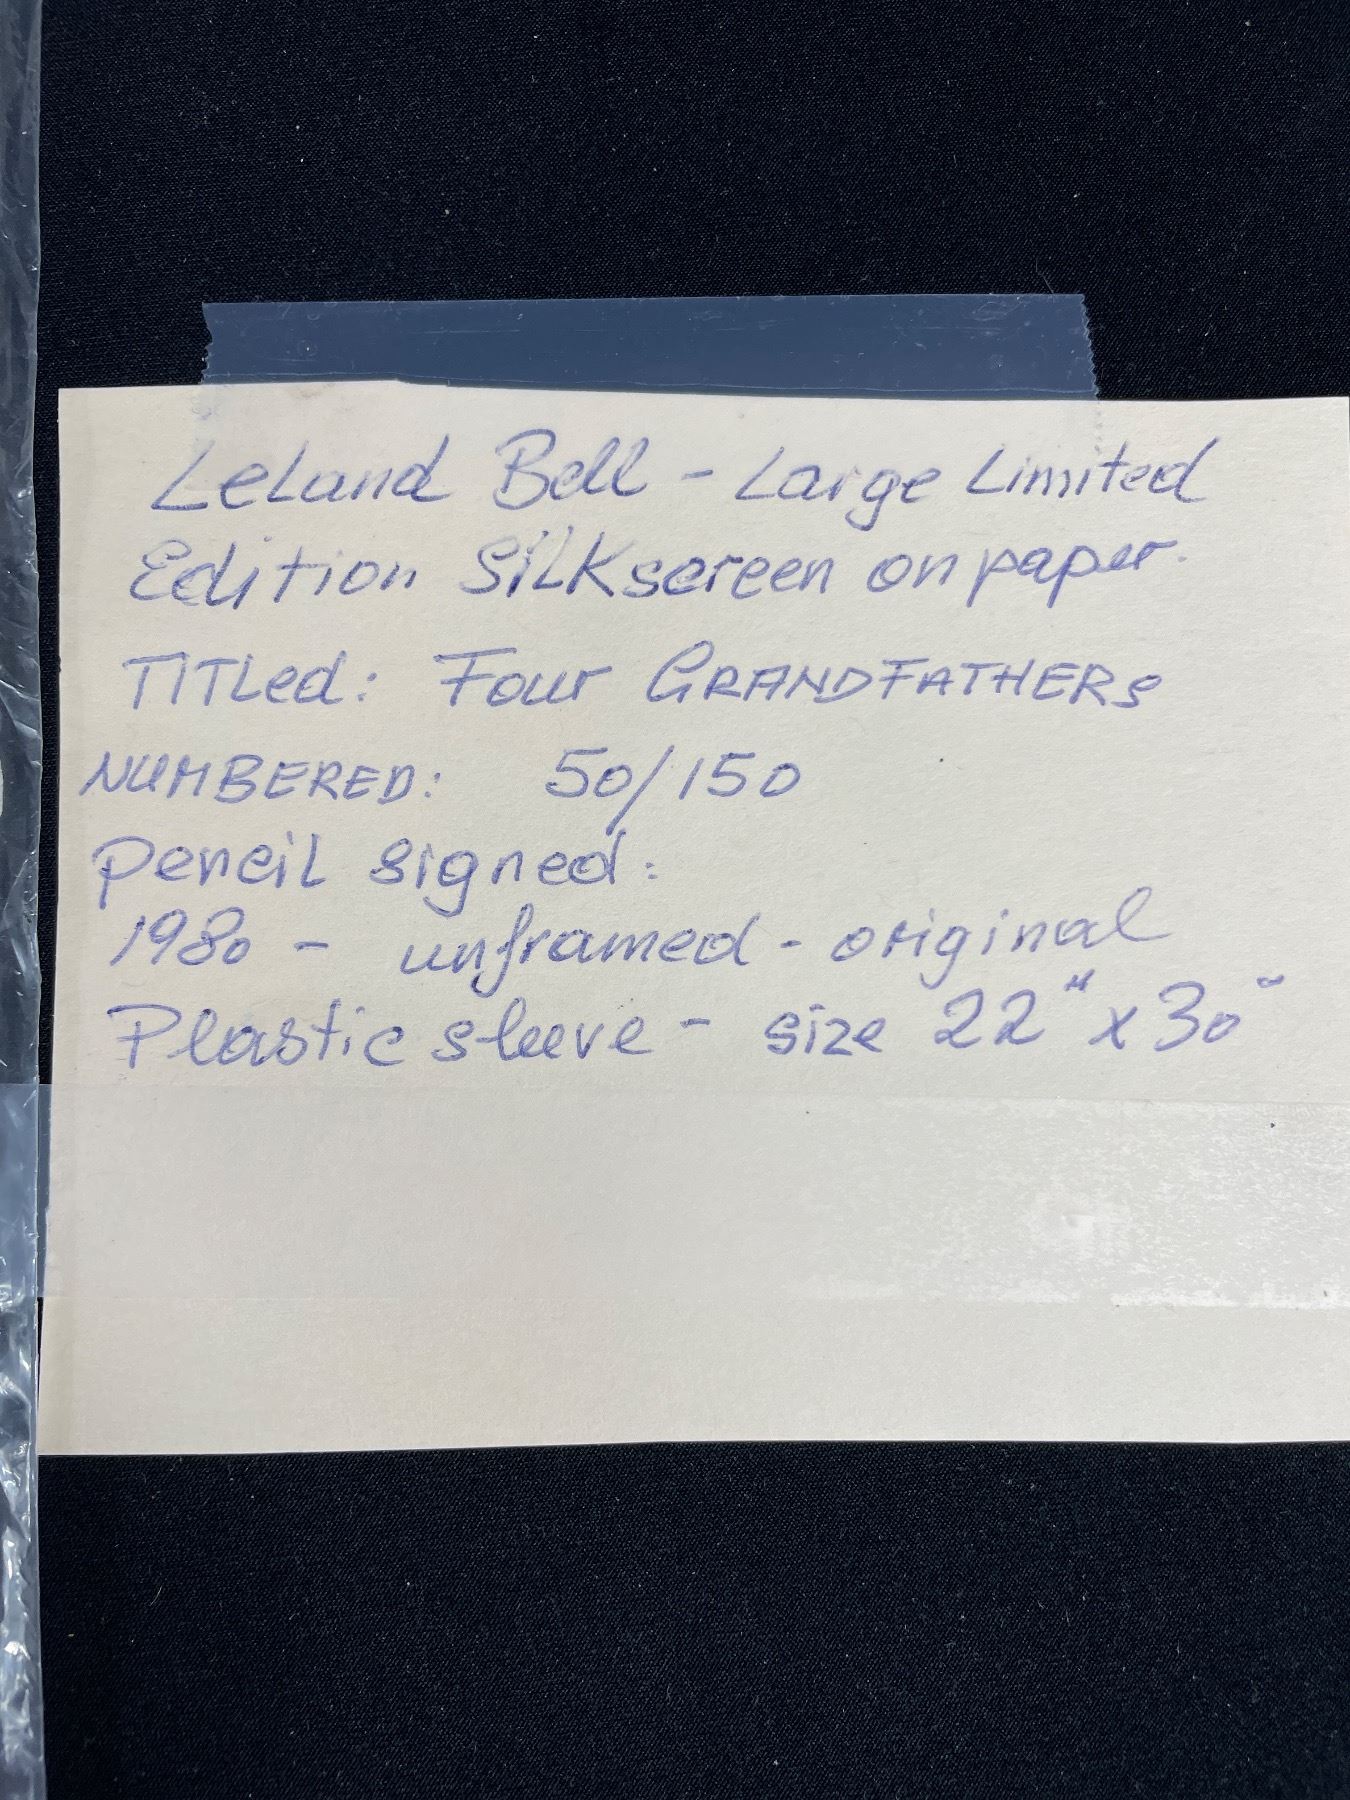 Leland Bell - Large Limited
Edition Silkscreen on paper.
Titled: Four GRANDFATHERS
NUMBERED: 50/150
pencil signed:
1980 - unframed - original
Plastic sleeve - size 22" x 30"